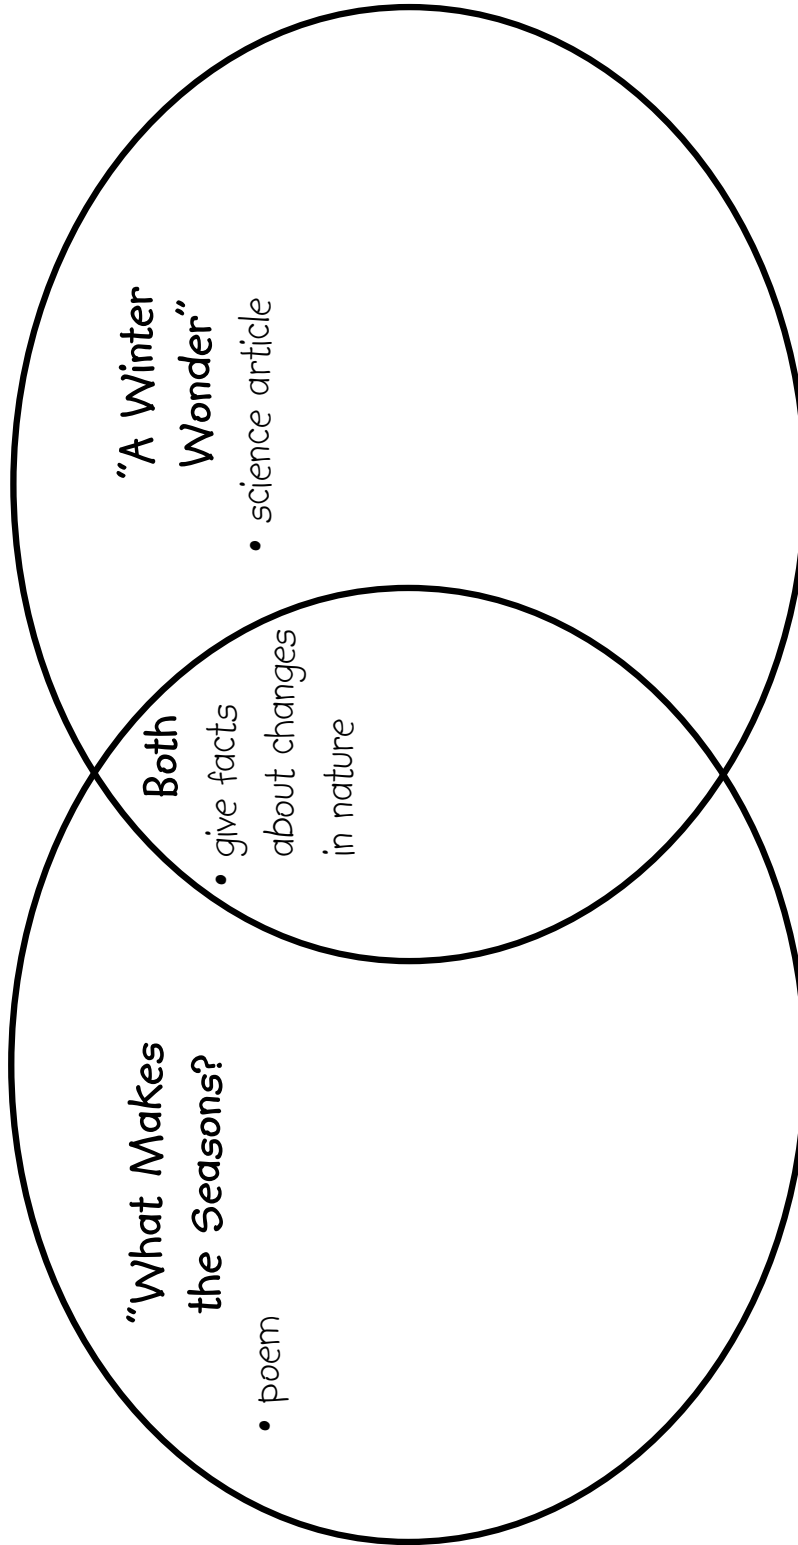 “What Makes
the Seasons?
• poem
Both
• give facts
about changes
in nature
“A Winter
Wonder”
• science article